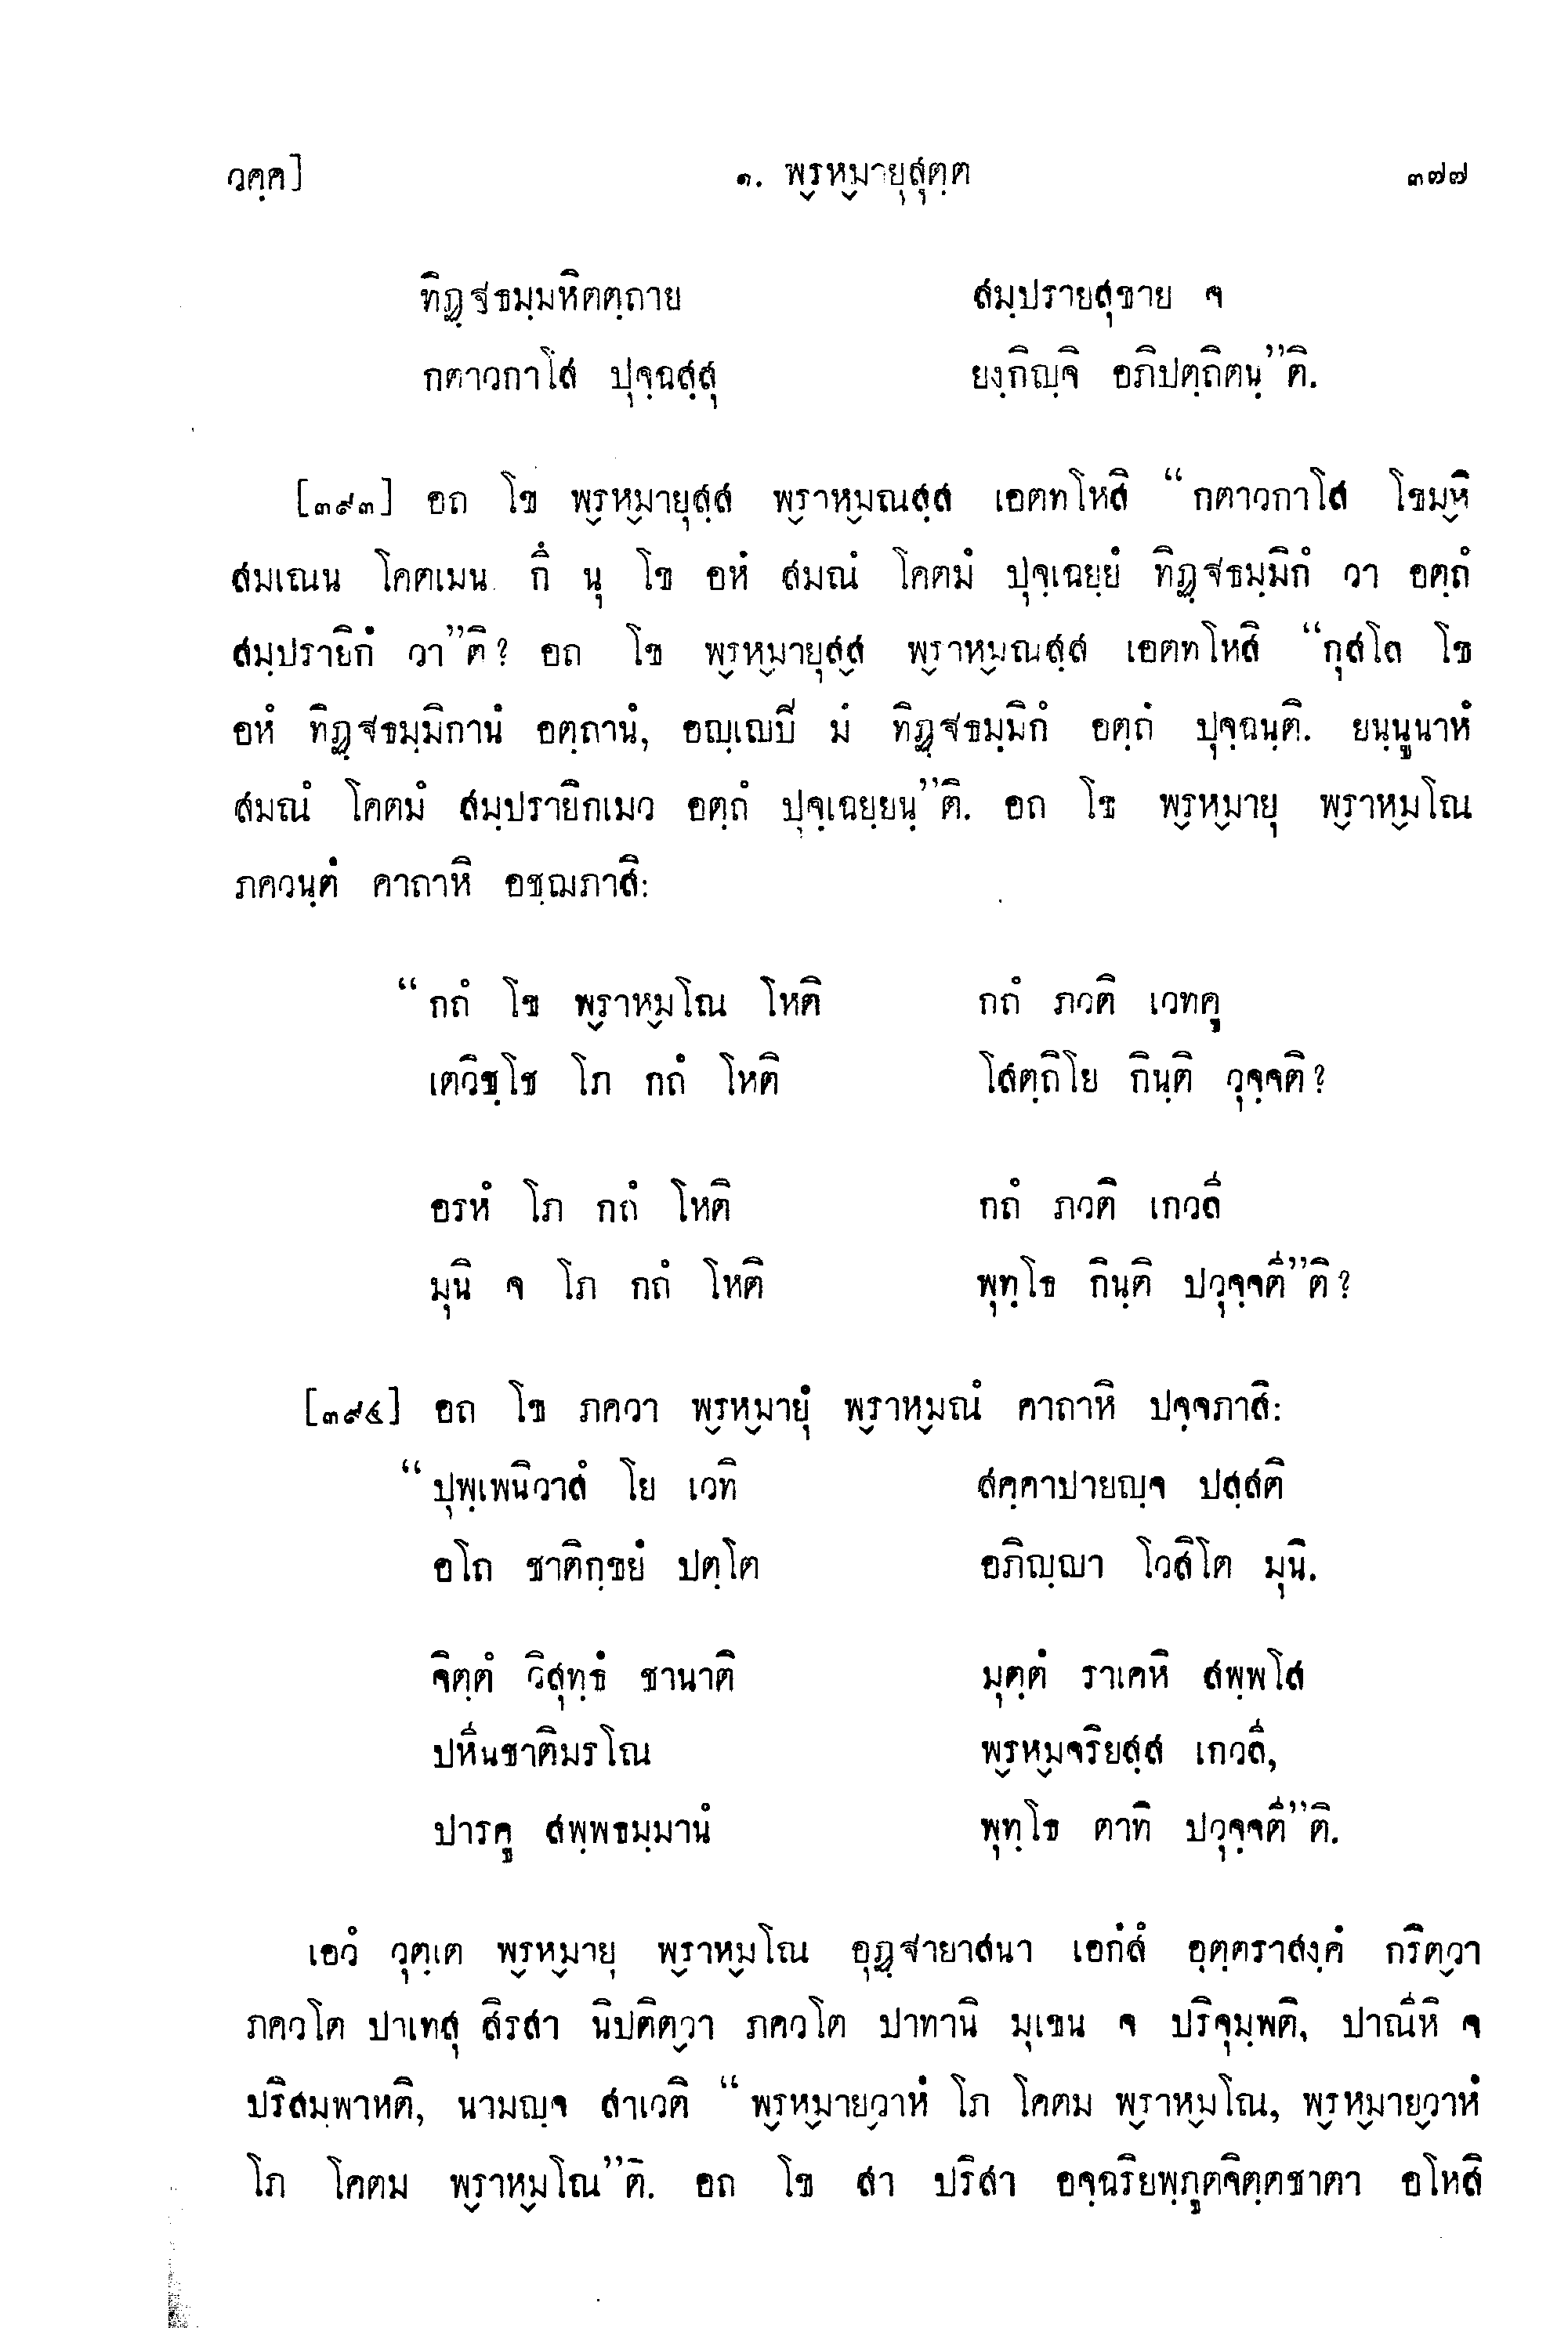 วคฺค] ๑. พฺรหฺมายุสุตฺต ๓๗๗
ทิฏฺฐธมฺมหิตตฺถาย สมฺปรายสุขาย จ
กตาวกาโส ปุจฺฉสฺสุ ยงฺกิญฺจิ อภิปตฺถิตนฺ”ติ.
[๓๙๓] อถ โข พฺรหฺมายุสฺส พฺราหฺมณสฺส เอตทโหสิ “กตาวกาโส โขมฺหิ
สมเณน โคตเมน กึ นุ โข อหํ สมณํ โคตมํ ปุจฺเฉยฺยํ ทิฏฺฐธมฺมิกํ วา อตฺถํ
สมฺปรายิกํ วา”ติ? อถ โข พฺรหฺมายุสฺส พฺราหฺมณสฺส เอตทโหสิ “กุสโล โข
อหํ ทิฏฺฐธมฺมิกานํ อตฺถานํ, อญฺเญปี มํ ทิฏฺฐธมฺมิกํ อตฺถํ ปุจฺฉนฺติ. ยนฺนูนาหํ
สมณํ โคตมํ สมฺปรายิกเมว อตฺถํ ปุจฺเฉยฺยนฺ”ติ. อถ โข พฺรหฺมายุ พฺราหฺมโณ
ภควนฺตํ คาถาหิ อชฺฌภาสิ:
“กถํ โข พฺราหฺมโณ โหติ กถํ ภวติ เวทคู
เตวิชฺโช โภ กถํ โหติ โสตฺถิโย กินฺติ วุจฺจติ?
อรหํ โภ กถํ โหติ กถํ ภวติ เกวลี
มุนิ จ โภ กถํ โหติ พุทฺโธ กินฺติ ปวุจฺจตี”ติ?
[๓๙๔] อถ โข ภควา พฺรหฺมายุํ พฺราหฺมณํ คาถาหิ ปจฺจภาสิ:
“ปุพฺเพนิวาสํ โย เวทิ สคฺคาปายญฺจ ปสฺสติ
อโถ ชาติกฺขยํ ปตฺโต อภิญฺญา โวสิโต มุนิ.
จิตฺตํ วิสุทฺธํ ชานาติ มุตฺตํ ราเคหิ สพฺพโส
ปหีนชาติมรโณ พฺรหฺมจริยสฺส เกวลี,
ปารคู สพฺพธมฺมานํ พุทฺโธ ตาทิ ปวุจฺจตี”ติ.
เอวํ วุตฺเต พฺรหฺมายุ พฺราหฺมโณ อุฏฺฐายาสนา เอกํสํ อุตฺตราสงฺคํ กริตฺวา
ภควโต ปาเทสุ สิรสา นิปติตฺวา ภควโต ปาทานิ มุเขน จ ปริจุมฺพติ, ปาณีหิ จ
ปริสมฺพาหติ, นามญฺจ สาเวติ “พฺรหฺมายฺวาหํ โภ โคตม พฺราหฺมโณ, พฺรหฺมายฺวาหํ
โภ โคตม พฺราหฺมโณ”ติ. อถ โข สา ปริสา อจฺฉริยพฺภูตจิตฺตชาตา อโหสิ